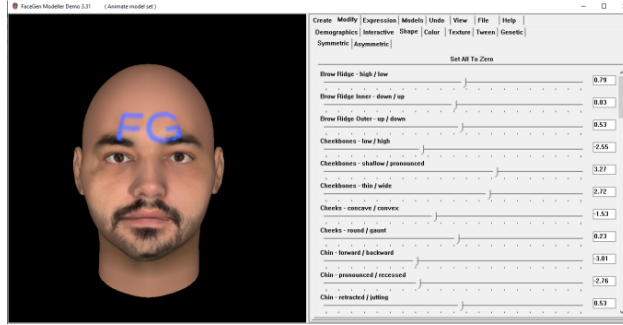 FaceGen Modeller Demo 3.31 (Animate model set)
Create Modify Expression Models Undo View File Help
Demographics Interactive Shape Color Texture Tween Genetic
Symmetric Asymmetric
Set All To Zero
Brow Ridge - high / low
0.79
Brow Ridge Inner - down / up
0.03
Brow Ridge Outer - up / down
0.53
Cheekbones - low / high
-2.55
Cheekbones - shallow / pronounced
3.27
Cheekbones - thin / wide
2.72
Cheeks - concave / convex
-1.53
Cheeks - round / gaunt
0.23
Chin - forward / backward
-3.01
Chin - pronounced / recessed
-2.76
Chin - retracted / jutting
0.53
FG